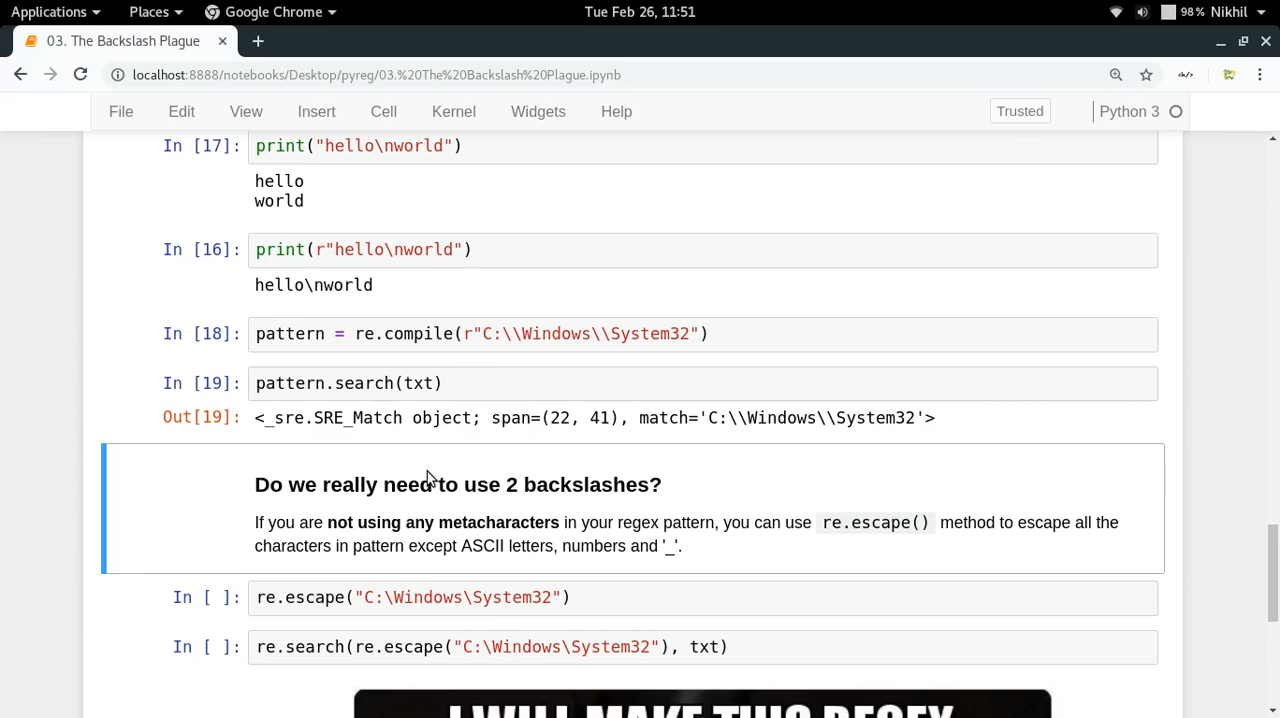 Applications Places Google Chrome Tue Feb 26, 11:51 98% Nikhil
03. The Backslash Plague
localhost:8888/notebooks/Desktop/pyreg/03.%20The%20Backslash%20Plague.ipynb
File Edit View Insert Cell Kernel Widgets Help Trusted Python 3
In [17]: print("hello\nworld")
hello
world
In [16]: print(r"hello\nworld")
hello\nworld
In [18]: pattern = re.compile(r"C:\\Windows\\System32")
In [19]: pattern.search(txt)
Out[19]: <_sre.SRE_Match object; span=(22, 41), match='C:\\Windows\\System32'>
Do we really need to use 2 backslashes?
If you are not using any metacharacters in your regex pattern, you can use re.escape() method to escape all the
characters in pattern except ASCII letters, numbers and '_'.
In [ ]: re.escape("C:\Windows\System32")
In [ ]: re.search(re.escape("C:\Windows\System32"), txt)
I WILL MAKE THIS REGEX